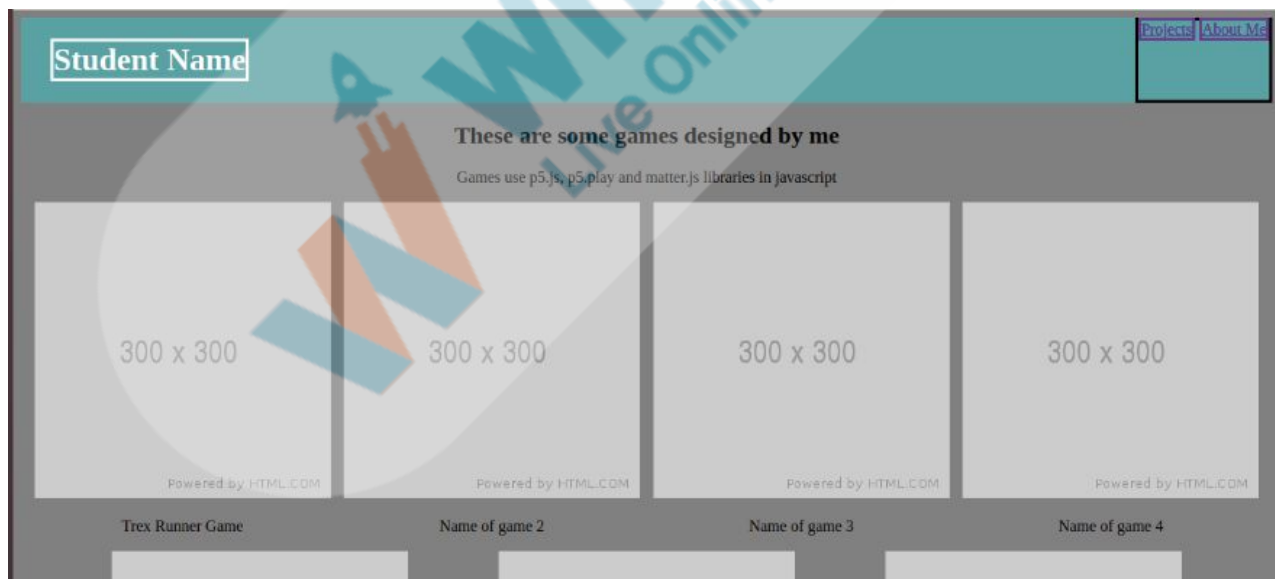 Student Name
Projects About Me
Live Online
These are some games designed by me
Games use p5.js, p5.play and matter.js libraries in javascript
300 x 300
300 x 300
300 x 300
300 x 300
Powered by HTML.COM
Powered by HTML.COM
Powered by HTML.COM
Powered by HTML.COM
Trex Runner Game
Name of game 2
Name of game 3
Name of game 4